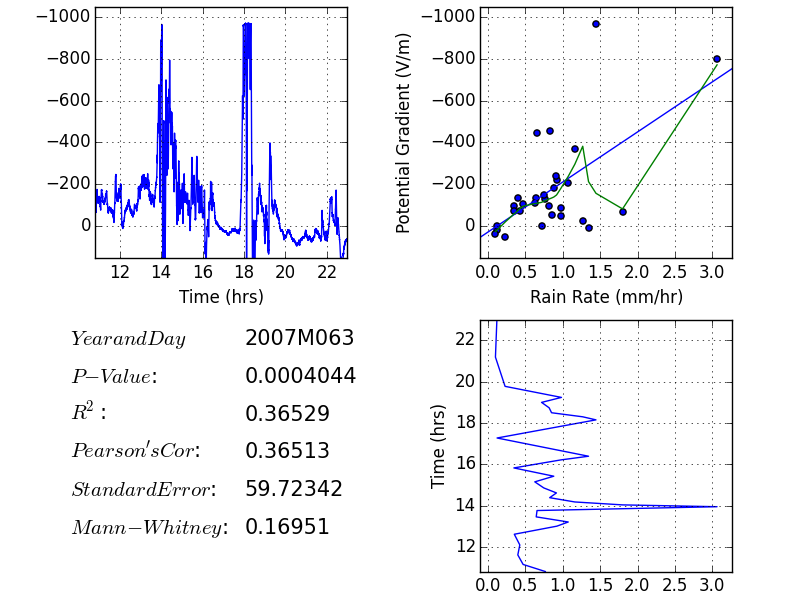 −1000
−800
−600
−400
−200
0
12 14 16 18 20 22
Time (hrs)
Potential Gradient (V/m)
−1000
−800
−600
−400
−200
0
0.0 0.5 1.0 1.5 2.0 2.5 3.0
Rain Rate (mm/hr)
YearandDay 2007M063
P−Value: 0.0004044
R²: 0.36529
Pearson'sCor: 0.36513
StandardError: 59.72342
Mann−Whitney: 0.16951
Time (hrs)
22
20
18
16
14
12
0.0 0.5 1.0 1.5 2.0 2.5 3.0